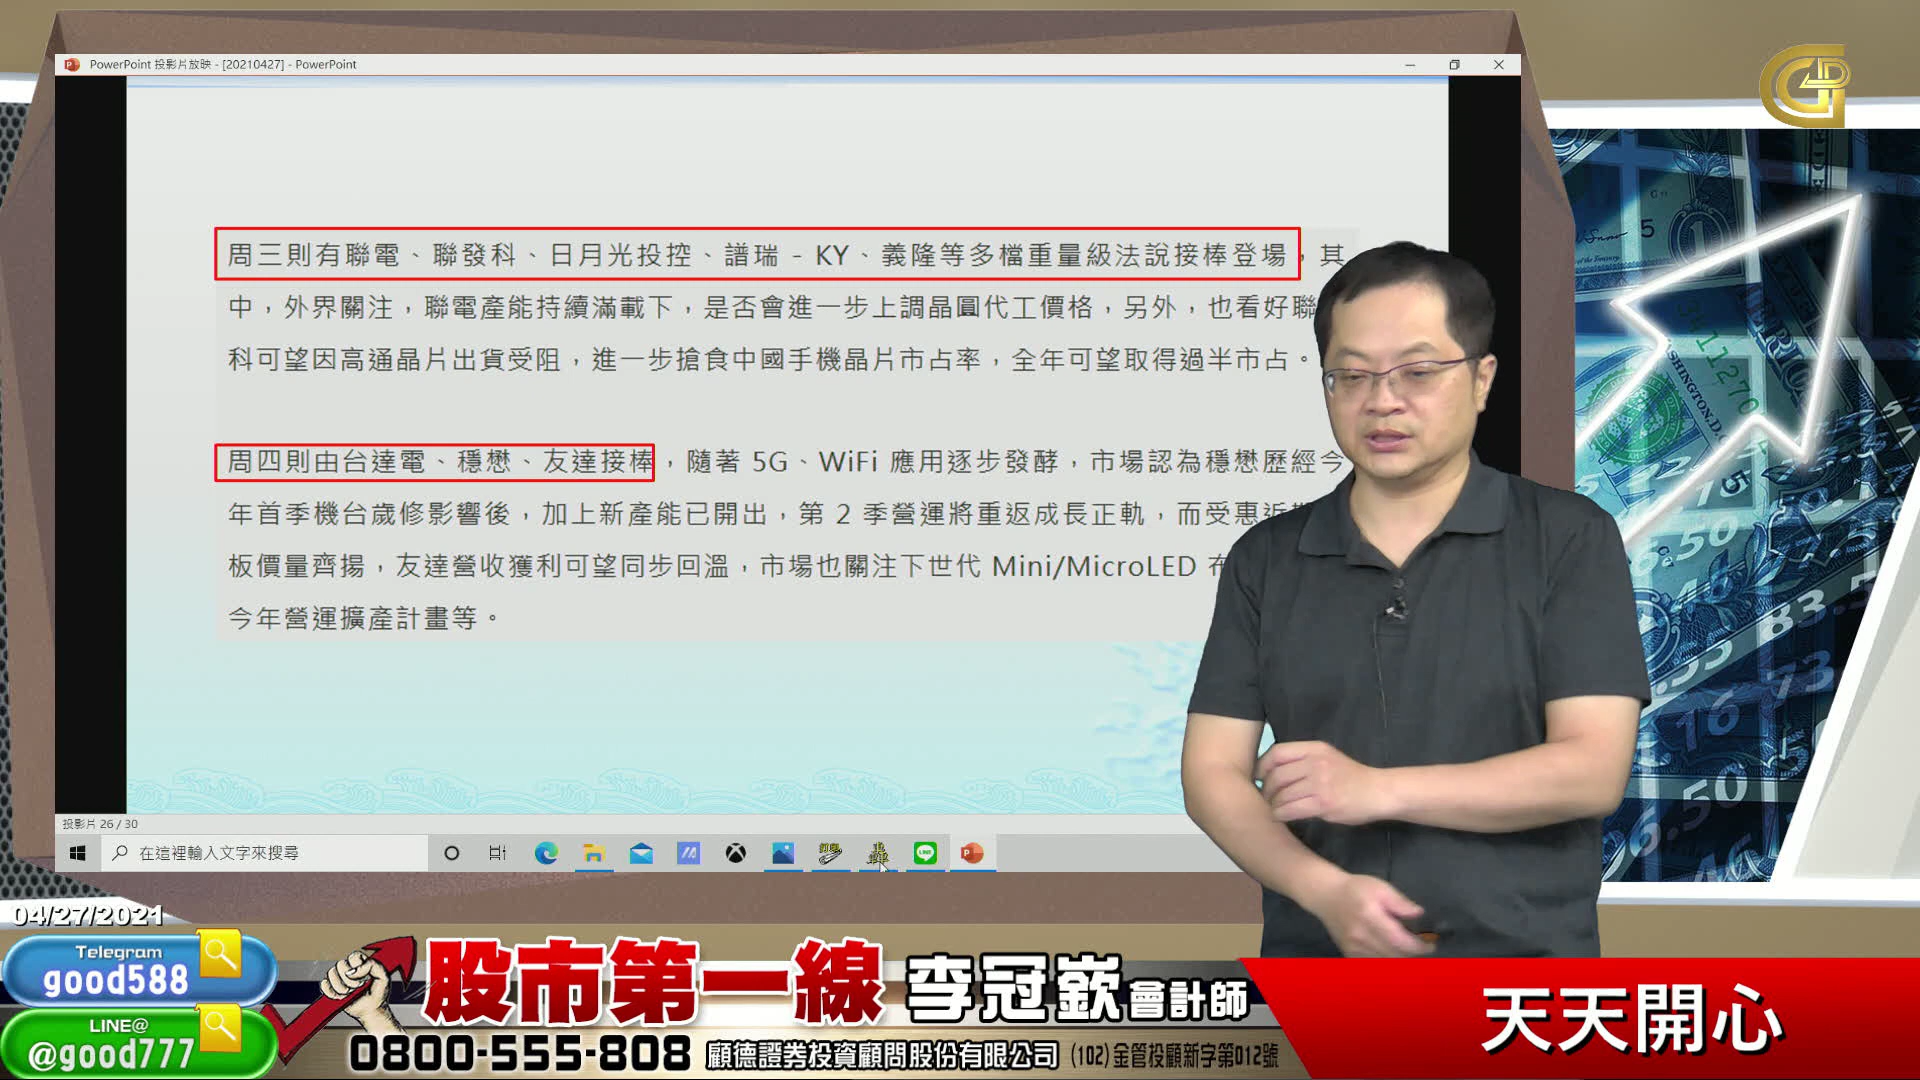 PowerPoint 投影片放映 - [20210427] - PowerPoint
周三則有聯電、聯發科、日月光投控、譜瑞 - KY、義隆等多檔重量級法說接棒登場，其
中，外界關注，聯電產能持續滿載下，是否會進一步上調晶圓代工價格，另外，也看好聯
科可望因高通晶片出貨受阻，進一步搶食中國手機晶片市占率，全年可望取得過半市占。
周四則由台達電、穩懋、友達接棒，隨著 5G、WiFi 應用逐步發酵，市場認為穩懋歷經今
年首季機台歲修影響後，加上新產能已開出，第 2 季營運將重返成長正軌，而受惠近
板價量齊揚，友達營收獲利可望同步回溫，市場也關注下世代 Mini/MicroLED
今年營運擴產計畫等。
投影片 26 / 30
在這裡輸入文字來搜尋
04/27/2021
Telegram
good588
LINE@
@good777
股市第一線 李冠嶔會計師
0800-555-808 顧德證券投資顧問股份有限公司 (102)金管投顧新字第012號
天天開心